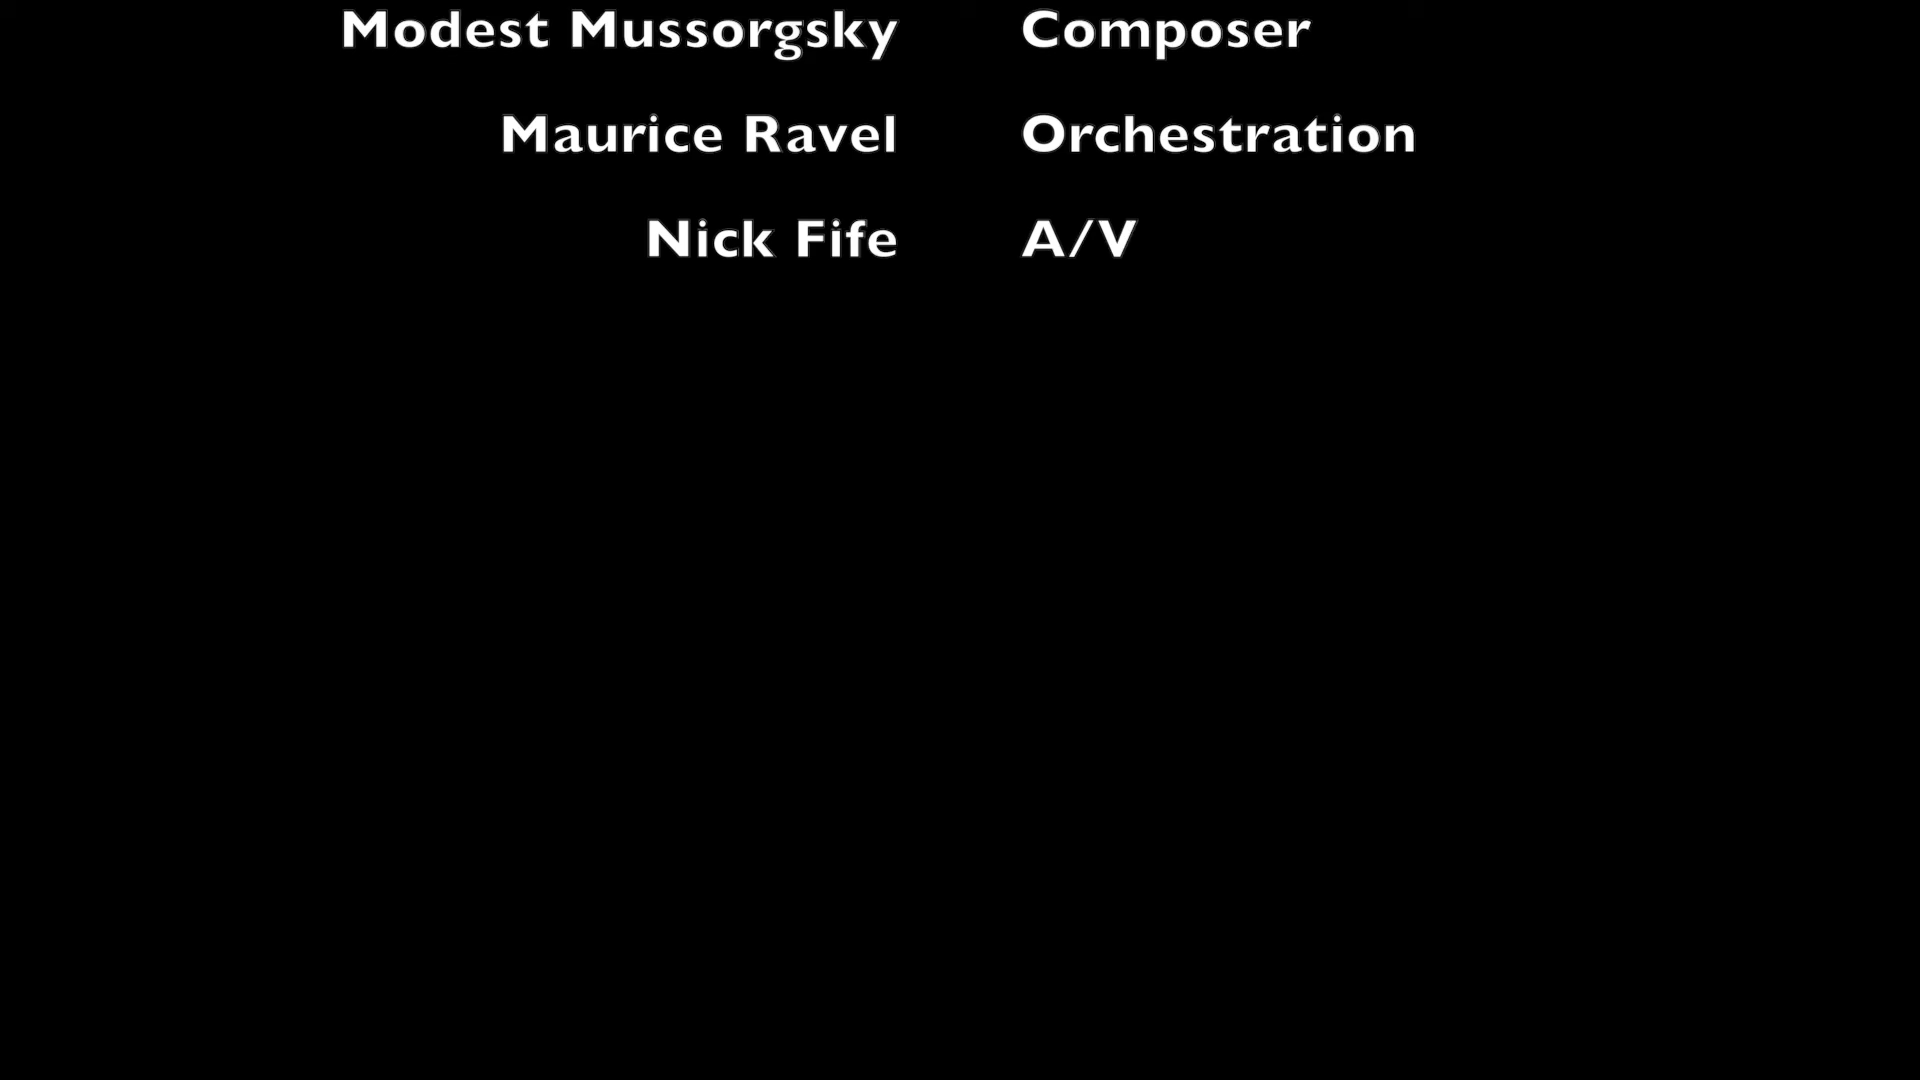 Modest Mussorgsky Composer
Maurice Ravel Orchestration
Nick Fife A/V